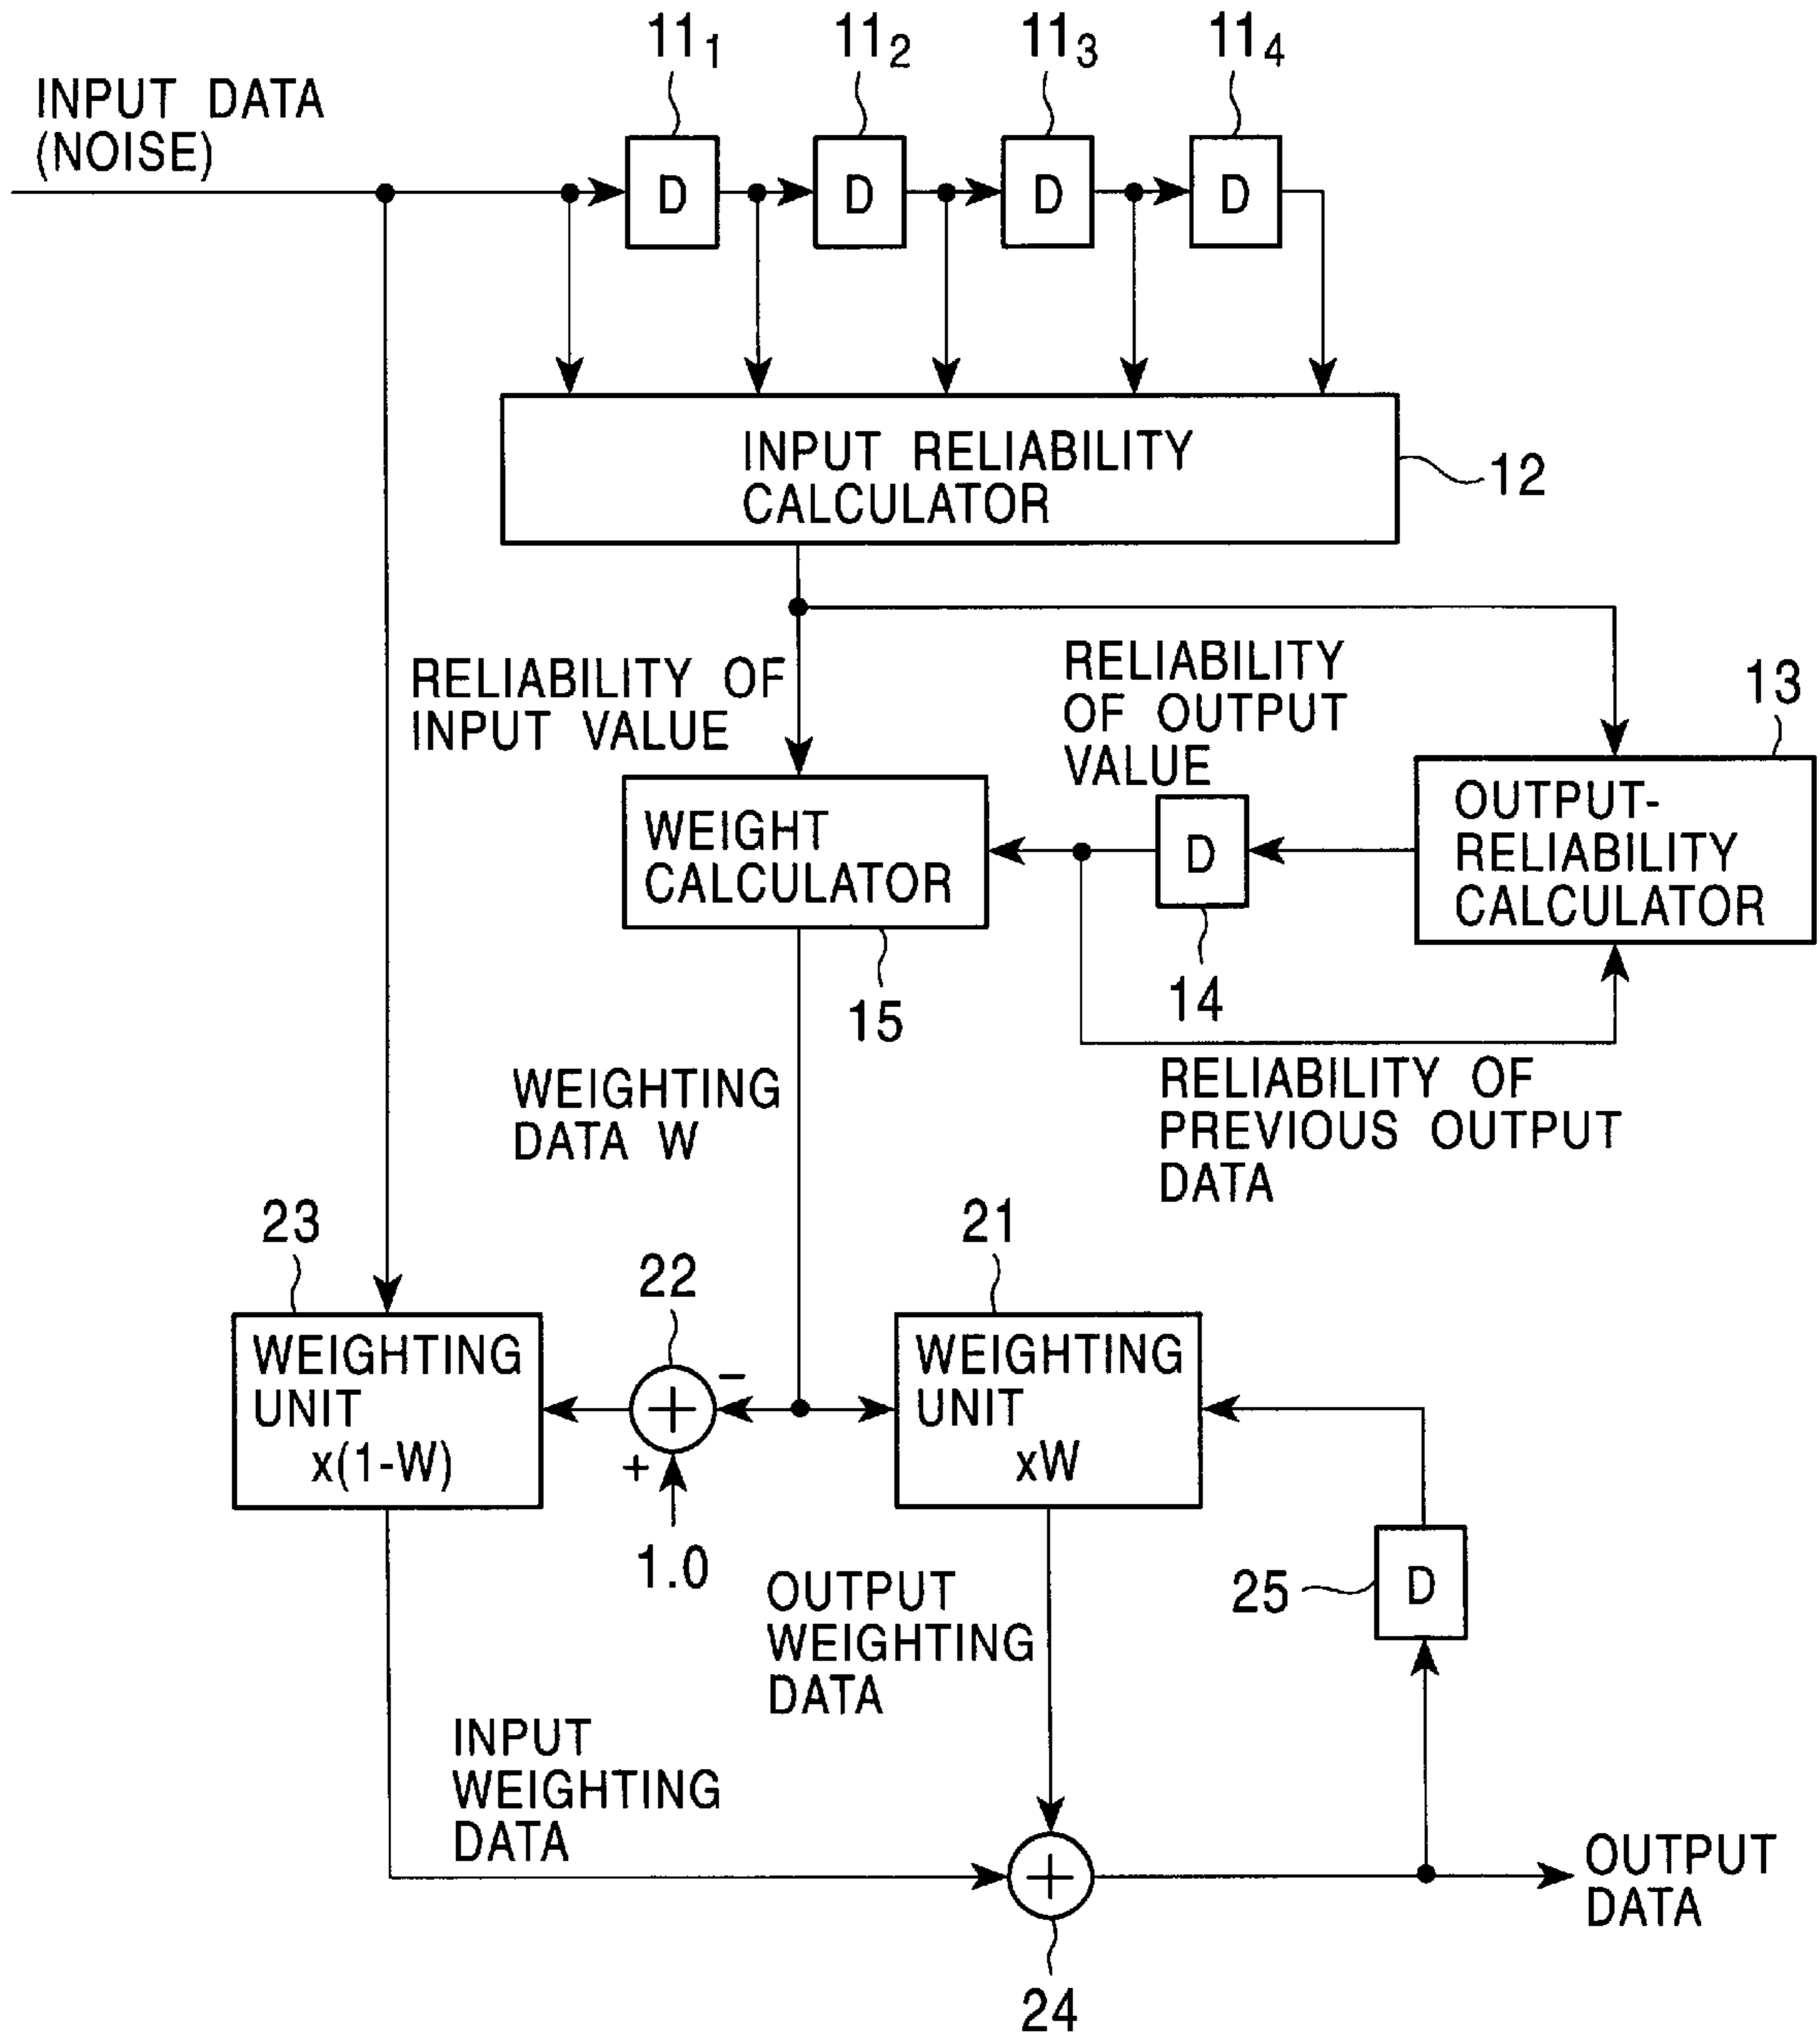 11₁ 11₂ 11₃ 11₄
INPUT DATA
(NOISE)
D D D D
INPUT RELIABILITY
CALCULATOR
12
RELIABILITY OF
INPUT VALUE
RELIABILITY
OF OUTPUT
VALUE
13
WEIGHT
CALCULATOR
D
OUTPUT-
RELIABILITY
CALCULATOR
15
14
WEIGHTING
DATA W
RELIABILITY OF
PREVIOUS OUTPUT
DATA
23
22
21
WEIGHTING
UNIT
x(1-W)
+
−
+
1.0
WEIGHTING
UNIT
xW
25
D
OUTPUT
WEIGHTING
DATA
INPUT
WEIGHTING
DATA
+
24
OUTPUT
DATA